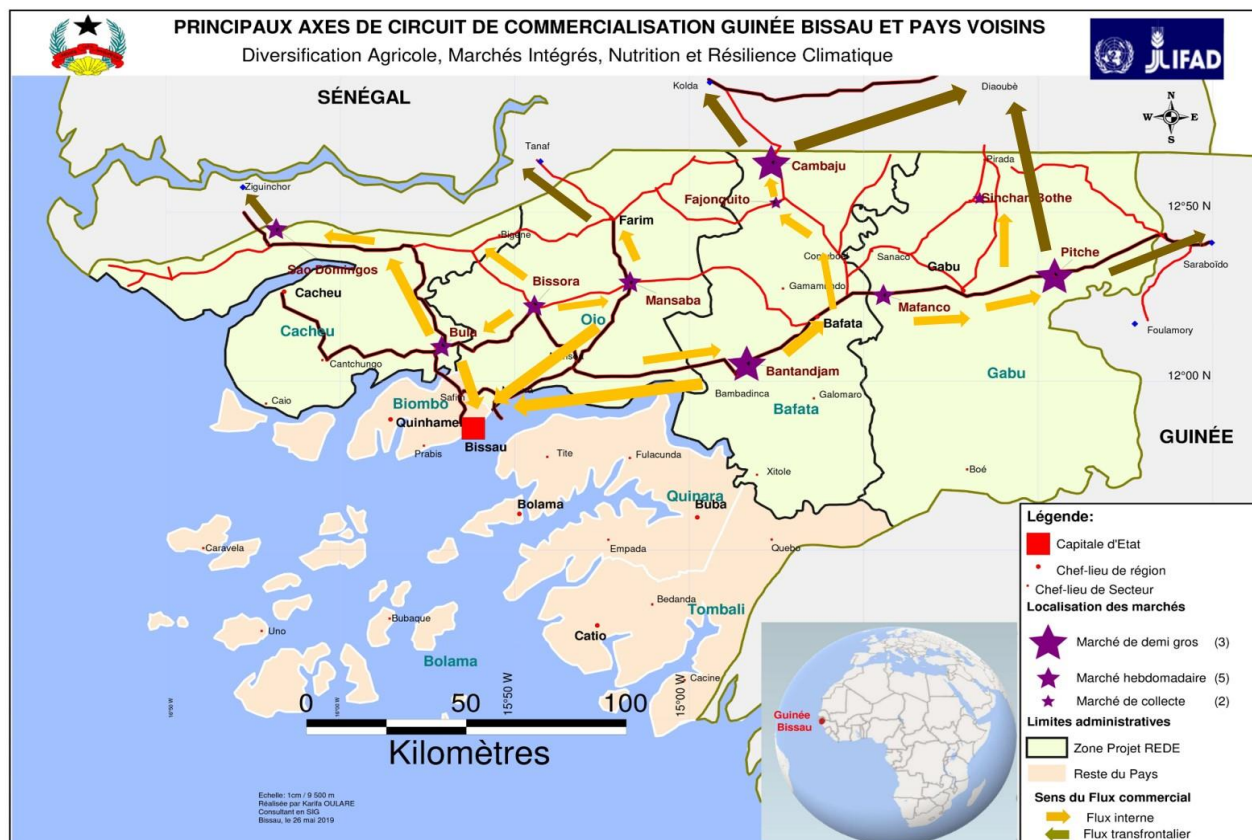 PRINCIPAUX AXES DE CIRCUIT DE COMMERCIALISATION GUINÉE BISSAU ET PAYS VOISINS
Diversification Agricole, Marchés Intégrés, Nutrition et Résilience Climatique
JLIFAD
SÉNÉGAL
Kolda
Diaoubè
N
W
E
S
Tanaf
Ziguinchor
Cambaju
Pirada
Fajonquito
Sinchan Bothe
12°50 N
Farim
Bigene
Pitche
Sao Domingos
Sanaco
Gabu
Saraboïdo
Cacheu
Bissora
Mansaba
Gamamundo
Mafanco
Oio
Bafata
Foulamory
Cacheu
Bula
Cantchungo
Bantandjam
Gabu
12°00 N
Caio
Biombo
Safim
Bambadinca
Galomaro
Bafata
Quinhamel
Bissau
GUINÉE
Prabis
Tite
Fulacunda
Xitole
Boé
Quinara
Bolama
Buba
Caravela
Empada
Quebo
Bedanda
Tombali
Bubaque
Uno
Catio
Bolama
Cacine
15°50 W
15°00 W
0 50 100
Kilomètres
Guinée
Bissau
Echelle: 1cm / 9 500 m
Réalisée par Karifa OULARE
Consultant en SIG
Bissau, le 26 mai 2019
Légende:
Capitale d'Etat
Chef-lieu de région
Chef-lieu de Secteur
Localisation des marchés
Marché de demi gros (3)
Marché hebdomadaire (5)
Marché de collecte (2)
Limites administratives
Zone Projet REDE
Reste du Pays
Sens du Flux commercial
Flux interne
Flux transfrontalier